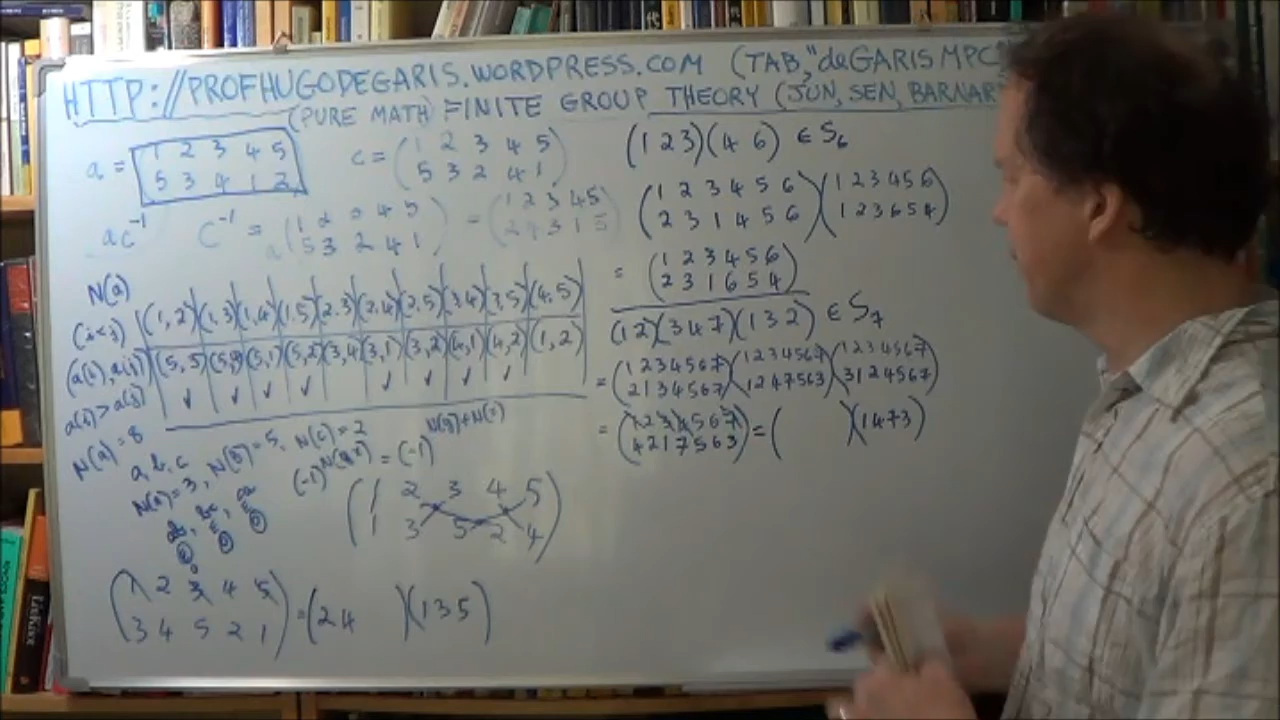 HTTP://PROFHUGODEGARIS.WORDPRESS.COM (TAB, "deGARISMPC
(PURE MATH) FINITE GROUP THEORY (JUN, SEN, BARNAR
a = 1 2 3 4 5
5 3 4 1 2
c = (1 2 3 4 5
5 3 2 4 1)
ac⁻¹
C⁻¹ = (1 2 3 4 5
5 3 2 4 1)
= (1 2 3 4 5
3 1 5)
N(a)
(i<j) (1,2) (1,3) (1,4) (1,5) (2,3) (2,4) (2,5) (3,4) (3,5) (4,5)
(a(i), a(j)) (5,3) (5,4) (5,1) (5,2) (3,4) (3,1) (3,2) (4,1) (4,2) (1,2)
a(i) > a(j) ✓ ✓ ✓ ✓ ✓ ✓ ✓ ✓
N(a) = 8
a, b, c
N(a)=3, N(b)=5, N(c)=2
(-1) = (-1)
(1 2 3 4 5
1 3 5 2 4)
(1 2 3 4 5
3 4 5 2 1) = (2 4 )(1 3 5)
(1 2 3)(4 6) ∈ S₆
(1 2 3 4 5 6
2 3 1 4 5 6)(1 2 3 4 5 6
1 2 3 6 5 4)
= (1 2 3 4 5 6
2 3 1 6 5 4)
(1 2)(3 4 7)(1 3 2) ∈ S₇
= (1 2 3 4 5 6 7
2 1 3 4 5 6 7)(1 2 3 4 5 6 7
1 2 4 7 5 6 3)(1 2 3 4 5 6 7
3 1 2 4 5 6 7)
= (1 2 3 4 5 6 7
4 2 1 7 5 6 3) = ( )(1 4 7 3)